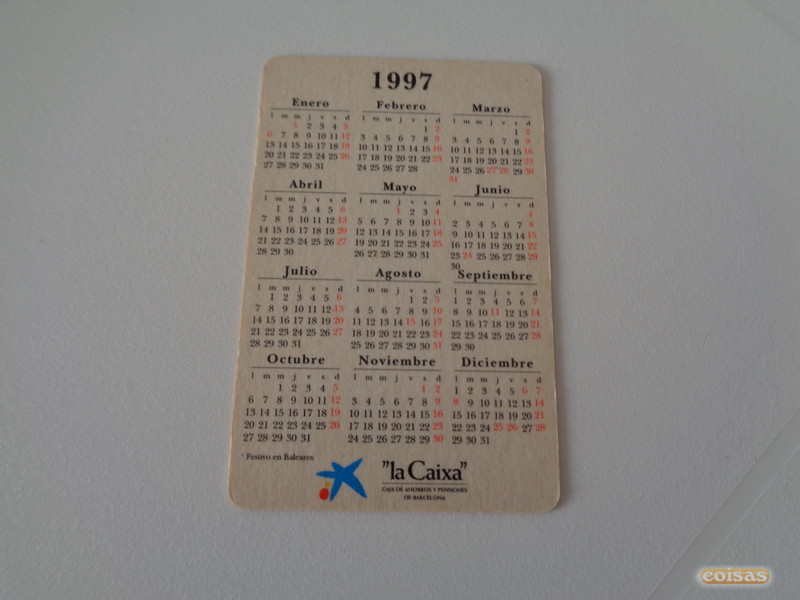 1997
Enero
l m m j v s d
1 2 3 4 5
6 7 8 9 10 11 12
13 14 15 16 17 18 19
20 21 22 23 24 25 26
27 28 29 30 31
Febrero
l m m j v s d
1 2
3 4 5 6 7 8 9
10 11 12 13 14 15 16
17 18 19 20 21 22 23
24 25 26 27 28
Marzo
l m m j v s d
1 2
3 4 5 6 7 8 9
10 11 12 13 14 15 16
17 18 19 20 21 22 23
24 25 26 27 28 29 30
31
Abril
l m m j v s d
1 2 3 4 5 6
7 8 9 10 11 12 13
14 15 16 17 18 19 20
21 22 23 24 25 26 27
28 29 30
Mayo
l m m j v s d
1 2 3 4
5 6 7 8 9 10 11
12 13 14 15 16 17 18
19 20 21 22 23 24 25
26 27 28 29 30 31
Junio
l m m j v s d
1
2 3 4 5 6 7 8
9 10 11 12 13 14 15
16 17 18 19 20 21 22
23 24 25 26 27 28 29
30
Julio
l m m j v s d
1 2 3 4 5 6
7 8 9 10 11 12 13
14 15 16 17 18 19 20
21 22 23 24 25 26 27
28 29 30 31
Agosto
l m m j v s d
1 2 3
4 5 6 7 8 9 10
11 12 13 14 15 16 17
18 19 20 21 22 23 24
25 26 27 28 29 30 31
Septiembre
l m m j v s d
1 2 3 4 5 6 7
8 9 10 11 12 13 14
15 16 17 18 19 20 21
22 23 24 25 26 27 28
29 30
Octubre
l m m j v s d
1 2 3 4 5
6 7 8 9 10 11 12
13 14 15 16 17 18 19
20 21 22 23 24 25 26
27 28 29 30 31
Noviembre
l m m j v s d
1 2
3 4 5 6 7 8 9
10 11 12 13 14 15 16
17 18 19 20 21 22 23
24 25 26 27 28 29 30
Diciembre
l m m j v s d
1 2 3 4 5 6 7
8 9 10 11 12 13 14
15 16 17 18 19 20 21
22 23 24 25 26 27 28
29 30 31
Festivo en Baleares
"la Caixa"
CAJA DE AHORROS Y PENSIONES
DE BARCELONA
coisas